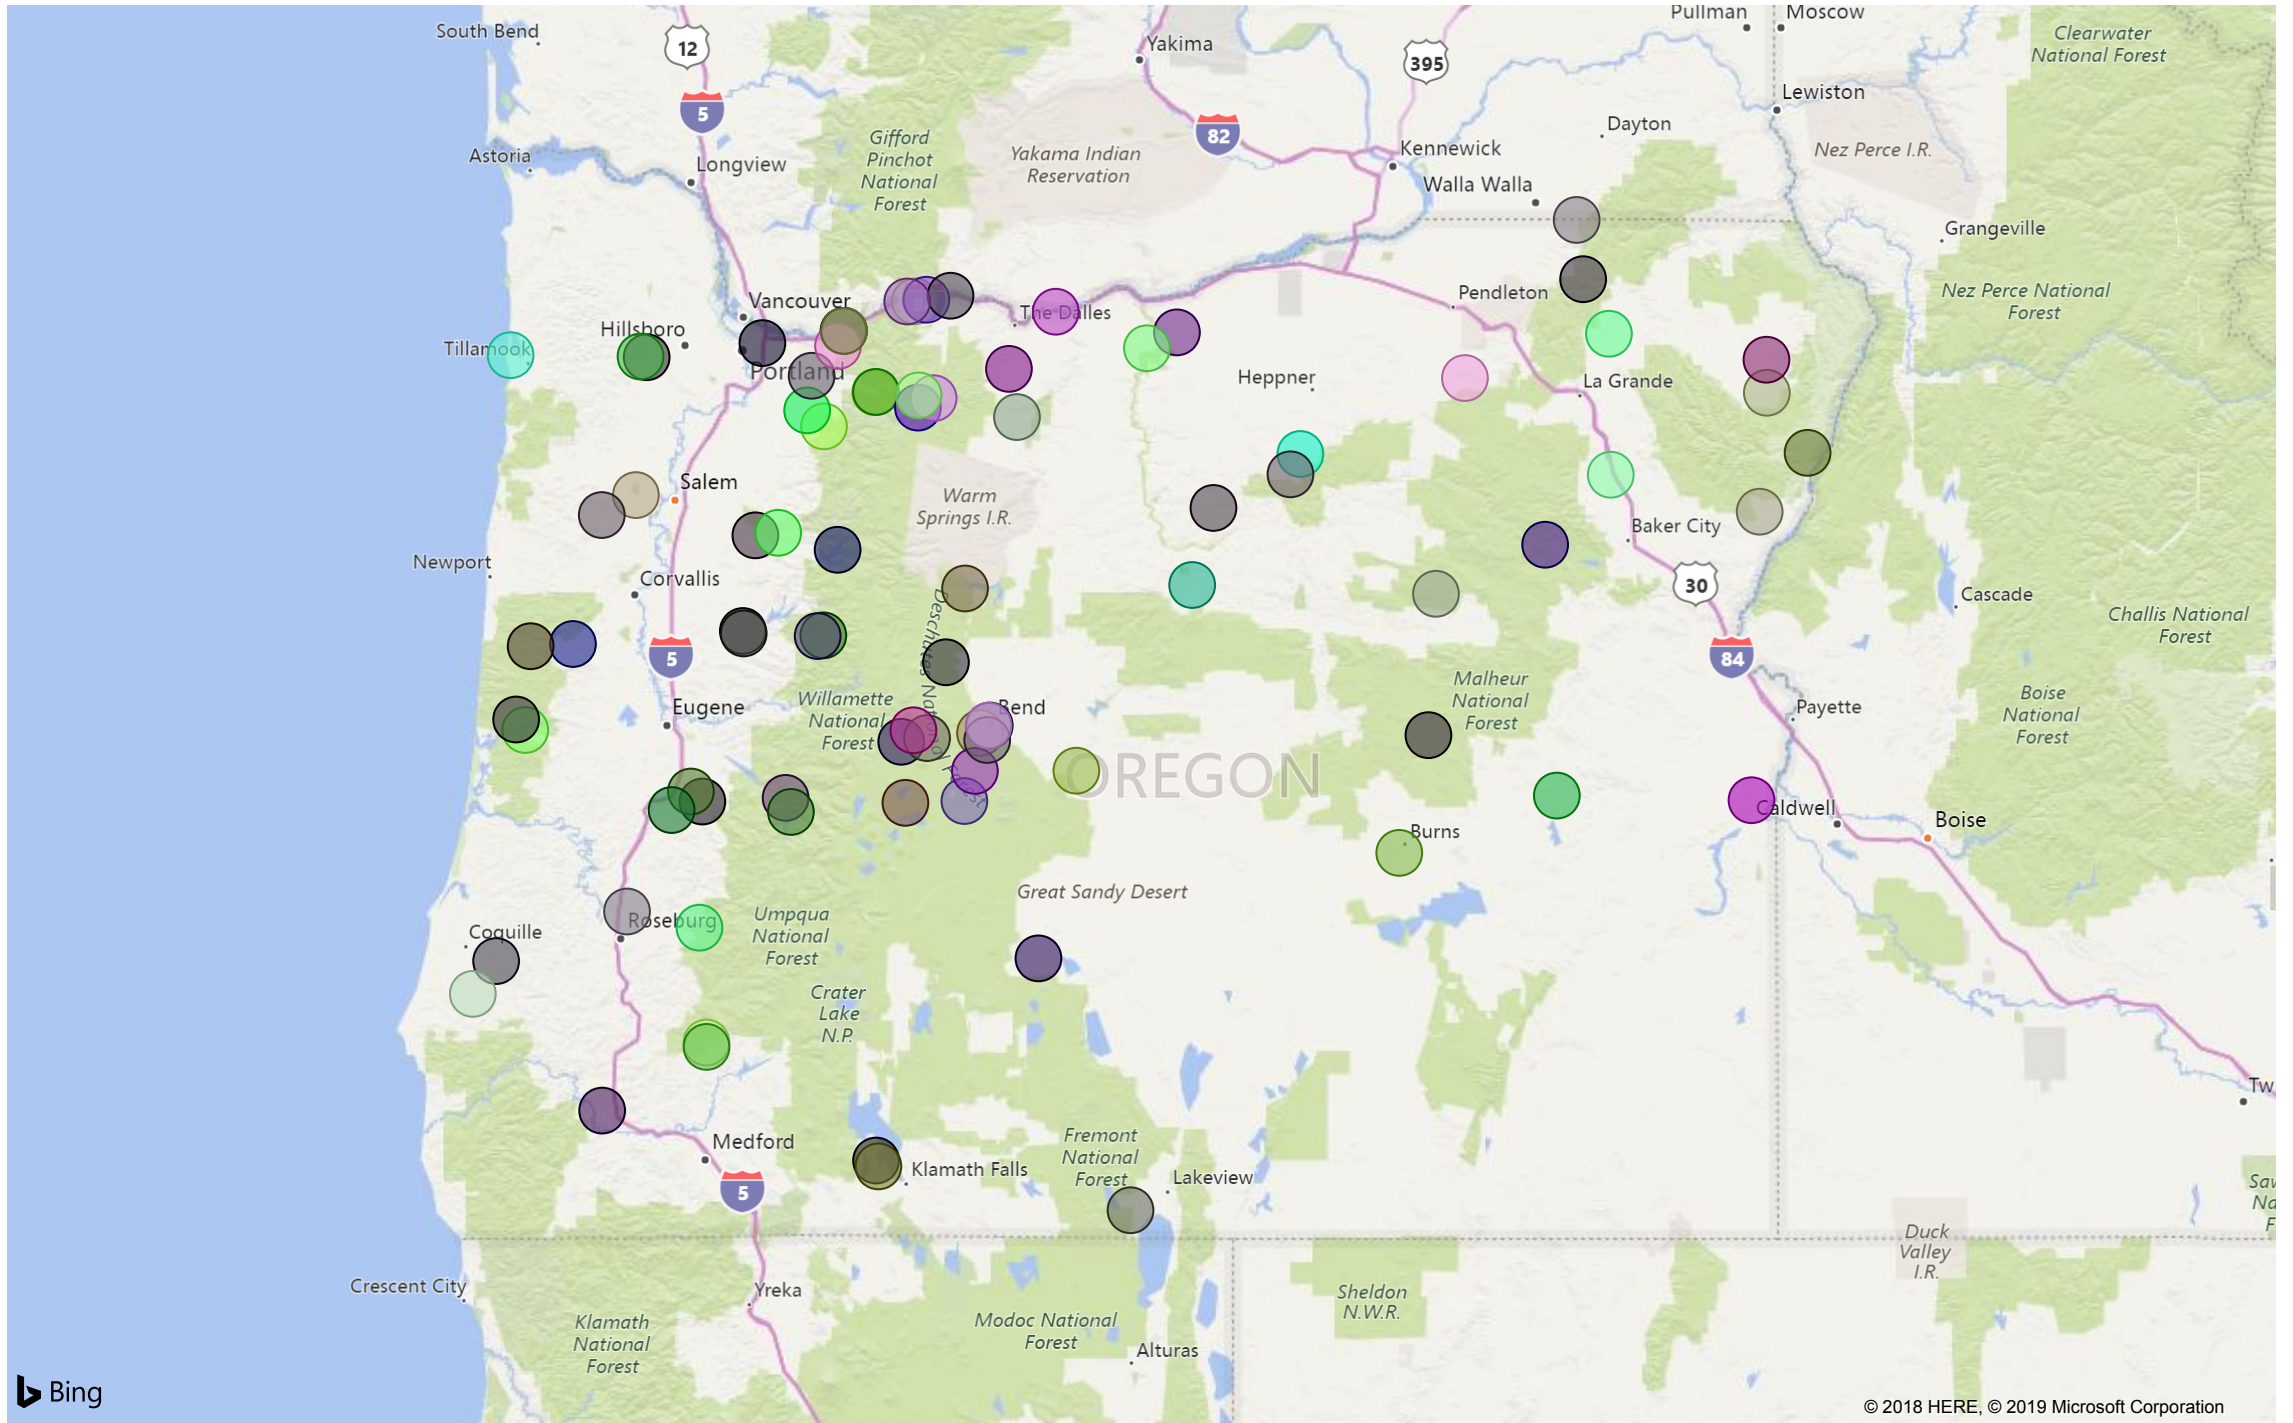 Pullman
Moscow
South Bend
12
Yakima
395
Clearwater
National Forest
5
Lewiston
82
Dayton
Gifford
Pinchot
National
Forest
Yakama Indian
Reservation
Kennewick
Nez Perce I.R.
Astoria
Longview
Walla Walla
Grangeville
Vancouver
Pendleton
Nez Perce National
Forest
The Dalles
Hillsboro
Tillamook
Portland
Heppner
La Grande
Salem
Warm
Springs I.R.
Baker City
Newport
Corvallis
30
Cascade
Challis National
Forest
Deschutes National Forest
5
84
Malheur
National
Forest
Boise
National
Forest
Willamette
National
Forest
Eugene
Bend
Payette
OREGON
Caldwell
Boise
Burns
Great Sandy Desert
Umpqua
National
Forest
Roseburg
Coquille
Crater
Lake
N.P.
Tw
Medford
Fremont
National
Forest
Klamath Falls
Lakeview
5
Saw
Na
F
Duck
Valley
I.R.
Crescent City
Yreka
Sheldon
N.W.R.
Klamath
National
Forest
Modoc National
Forest
Alturas
Bing
© 2018 HERE, © 2019 Microsoft Corporation